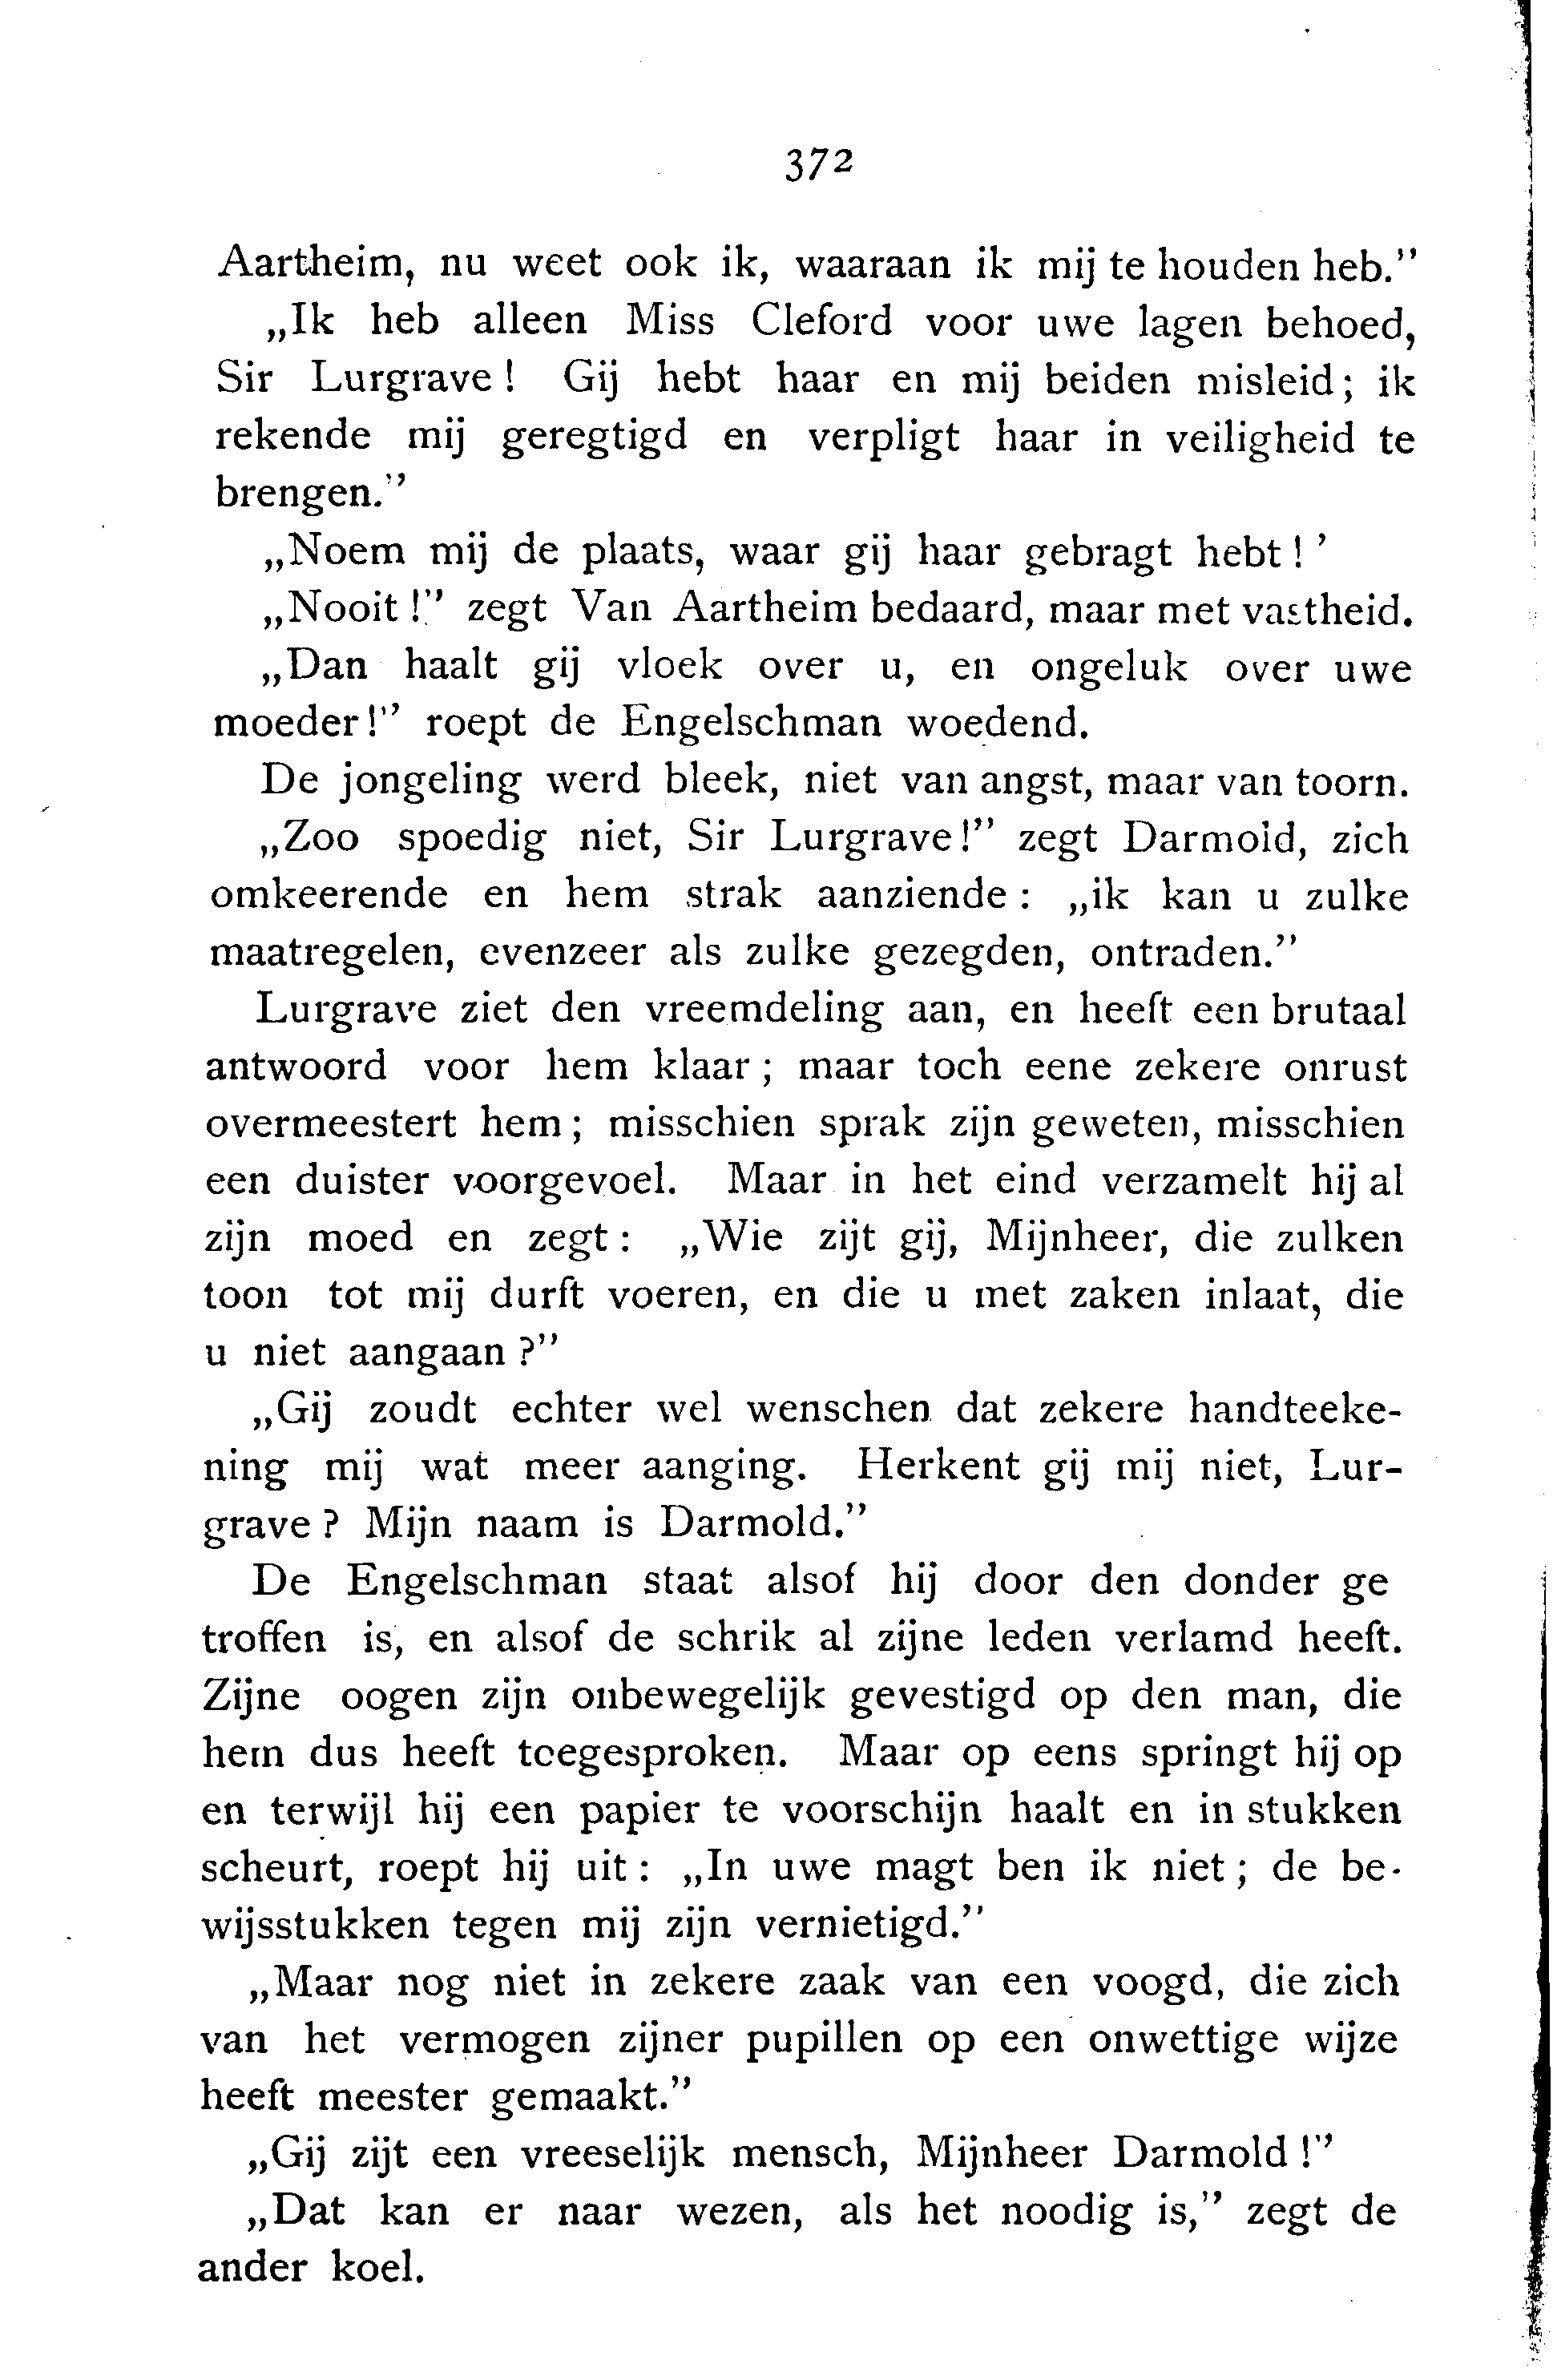 372
Aartheim, nu weet ook ik, waaraan ik mij te houden heb.”
„Ik heb alleen Miss Cleford voor uwe lagen behoed,
Sir Lurgrave! Gij hebt haar en mij beiden misleid; ik
rekende mij geregtigd en verpligt haar in veiligheid te
brengen.”
„Noem mij de plaats, waar gij haar gebragt hebt!’
„Nooit!” zegt Van Aartheim bedaard, maar met vastheid.
„Dan haalt gij vloek over u, en ongeluk over uwe
moeder!” roept de Engelschman woedend.
De jongeling werd bleek, niet van angst, maar van toorn.
„Zoo spoedig niet, Sir Lurgrave!” zegt Darmold, zich
omkeerende en hem strak aanziende: „ik kan u zulke
maatregelen, evenzeer als zulke gezegden, ontraden.”
Lurgrave ziet den vreemdeling aan, en heeft een brutaal
antwoord voor hem klaar; maar toch eene zekere onrust
overmeestert hem; misschien sprak zijn geweten, misschien
een duister voorgevoel. Maar in het eind verzamelt hij al
zijn moed en zegt: „Wie zijt gij, Mijnheer, die zulken
toon tot mij durft voeren, en die u met zaken inlaat, die
u niet aangaan?”
„Gij zoudt echter wel wenschen dat zekere handteeke-
ning mij wat meer aanging. Herkent gij mij niet, Lur-
grave? Mijn naam is Darmold.”
De Engelschman staat alsof hij door den donder ge
troffen is, en alsof de schrik al zijne leden verlamd heeft.
Zijne oogen zijn onbewegelijk gevestigd op den man, die
hem dus heeft toegesproken. Maar op eens springt hij op
en terwijl hij een papier te voorschijn haalt en in stukken
scheurt, roept hij uit: „In uwe magt ben ik niet; de be-
wijsstukken tegen mij zijn vernietigd.”
„Maar nog niet in zekere zaak van een voogd, die zich
van het vermogen zijner pupillen op een onwettige wijze
heeft meester gemaakt.”
„Gij zijt een vreeselijk mensch, Mijnheer Darmold!”
„Dat kan er naar wezen, als het noodig is,” zegt de
ander koel.